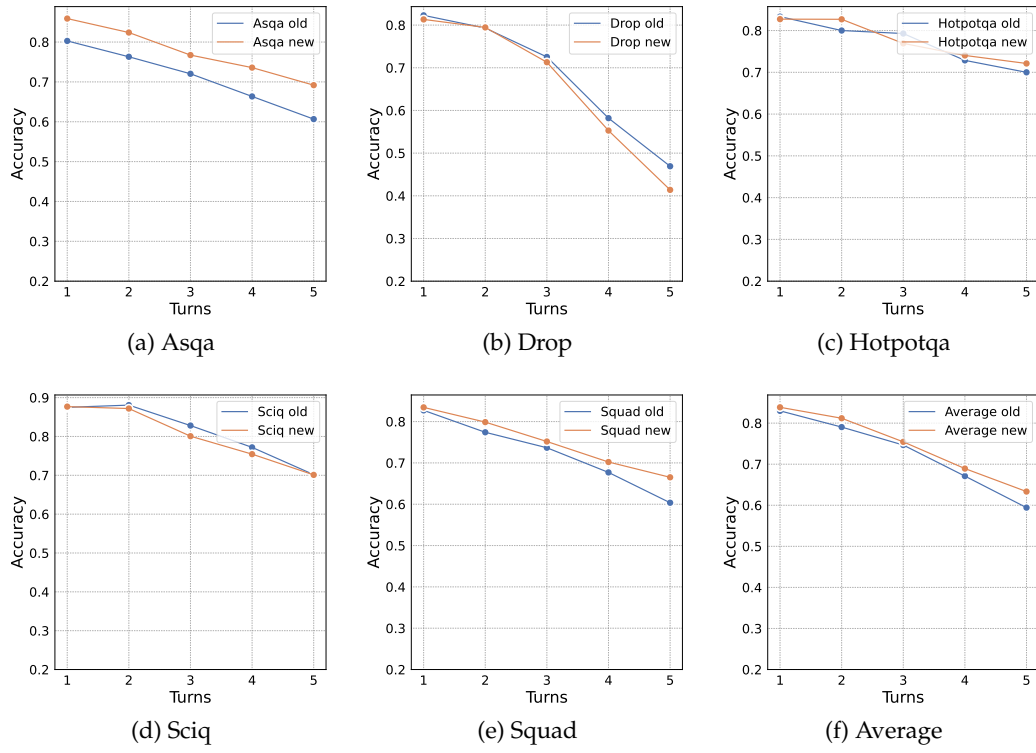 Asqa old
Asqa new
0.8
0.7
0.6
0.5
0.4
0.3
0.2
Accuracy
1 2 3 4 5
Turns
(a) Asqa
Drop old
Drop new
0.8
0.7
0.6
0.5
0.4
0.3
0.2
Accuracy
1 2 3 4 5
Turns
(b) Drop
Hotpotqa old
Hotpotqa new
0.8
0.7
0.6
0.5
0.4
0.3
0.2
Accuracy
1 2 3 4 5
Turns
(c) Hotpotqa
Sciq old
Sciq new
0.9
0.8
0.7
0.6
0.5
0.4
0.3
0.2
Accuracy
1 2 3 4 5
Turns
(d) Sciq
Squad old
Squad new
0.8
0.7
0.6
0.5
0.4
0.3
0.2
Accuracy
1 2 3 4 5
Turns
(e) Squad
Average old
Average new
0.8
0.7
0.6
0.5
0.4
0.3
0.2
Accuracy
1 2 3 4 5
Turns
(f) Average